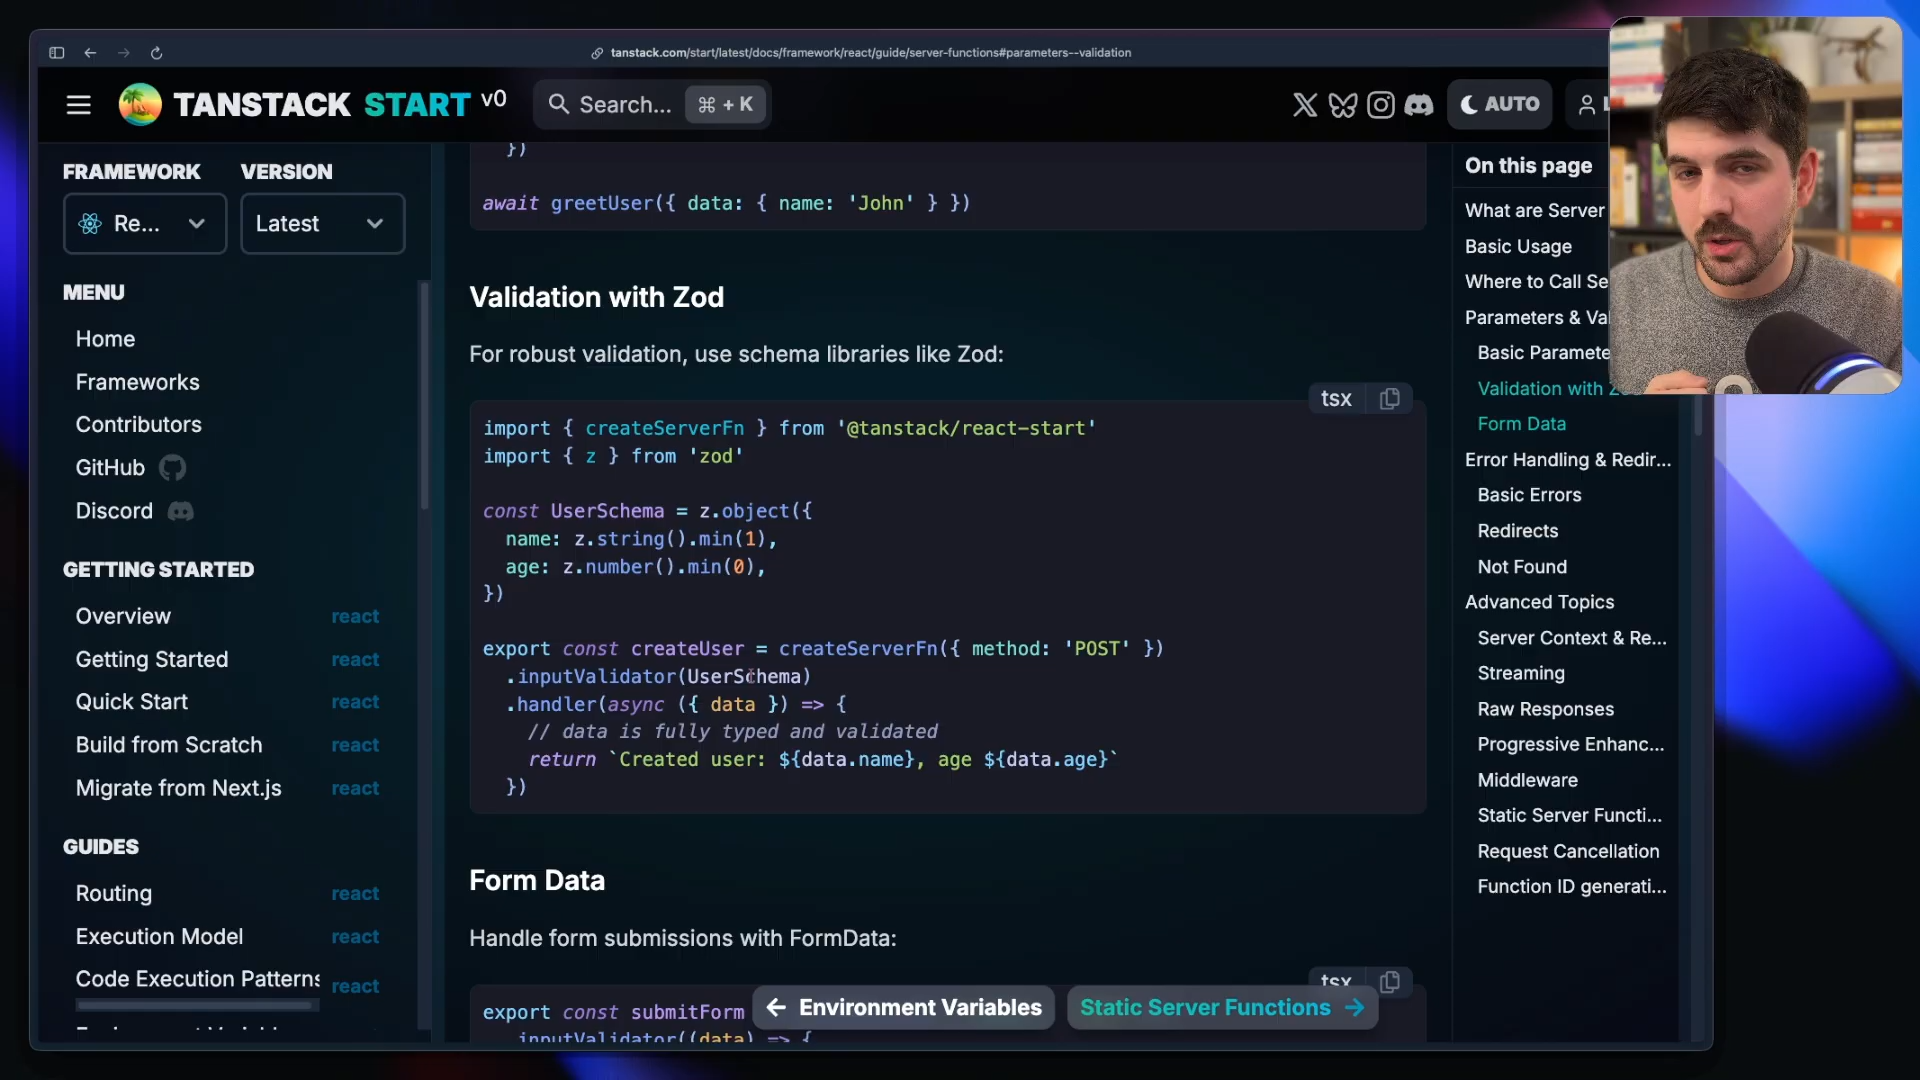 tanstack.com/start/latest/docs/framework/react/guide/server-functions#parameters--validation
TANSTACK START v0
Search... ⌘ + K
AUTO
FRAMEWORK
VERSION
Re...
Latest
MENU
Home
Frameworks
Contributors
GitHub
Discord
GETTING STARTED
Overview react
Getting Started react
Quick Start react
Build from Scratch react
Migrate from Next.js react
GUIDES
Routing react
Execution Model react
Code Execution Patterns react
})
await greetUser({ data: { name: 'John' } })
Validation with Zod
For robust validation, use schema libraries like Zod:
tsx
import { createServerFn } from '@tanstack/react-start'
import { z } from 'zod'
const UserSchema = z.object({
name: z.string().min(1),
age: z.number().min(0),
})
export const createUser = createServerFn({ method: 'POST' })
.inputValidator(UserSchema)
.handler(async ({ data }) => {
// data is fully typed and validated
return `Created user: ${data.name}, age ${data.age}`
})
Form Data
Handle form submissions with FormData:
tsx
export const submitForm
.inputValidator((data) => {
← Environment Variables
Static Server Functions →
On this page
What are Server
Basic Usage
Where to Call Se
Parameters & Val
Basic Paramete
Validation with
Form Data
Error Handling & Redir...
Basic Errors
Redirects
Not Found
Advanced Topics
Server Context & Re...
Streaming
Raw Responses
Progressive Enhanc...
Middleware
Static Server Functi...
Request Cancellation
Function ID generati...